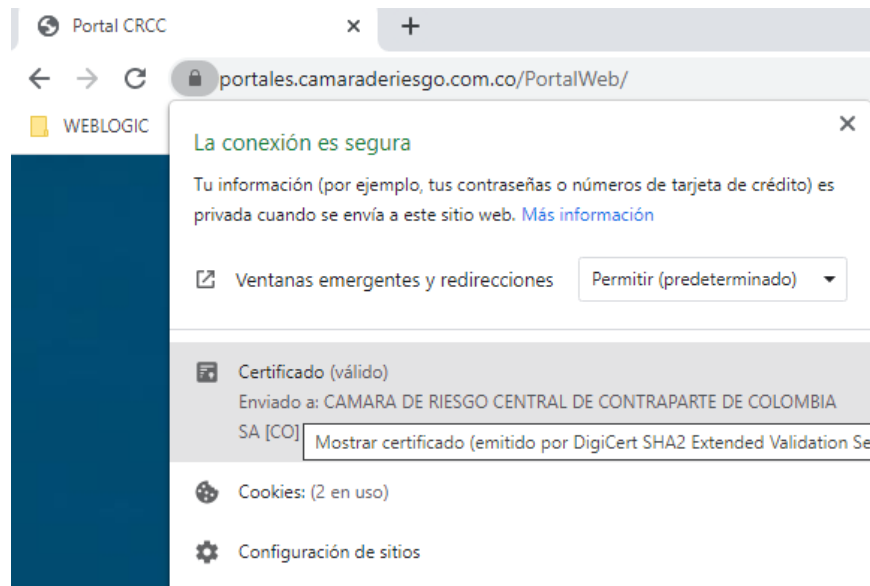 Portal CRCC
portales.camaraderiesgo.com.co/PortalWeb/
WEBLOGIC
La conexión es segura
Tu información (por ejemplo, tus contraseñas o números de tarjeta de crédito) es
privada cuando se envía a este sitio web. Más información
Ventanas emergentes y redirecciones Permitir (predeterminado)
Certificado (válido)
Enviado a: CAMARA DE RIESGO CENTRAL DE CONTRAPARTE DE COLOMBIA
SA [CO]
Mostrar certificado (emitido por DigiCert SHA2 Extended Validation Se
Cookies: (2 en uso)
Configuración de sitios